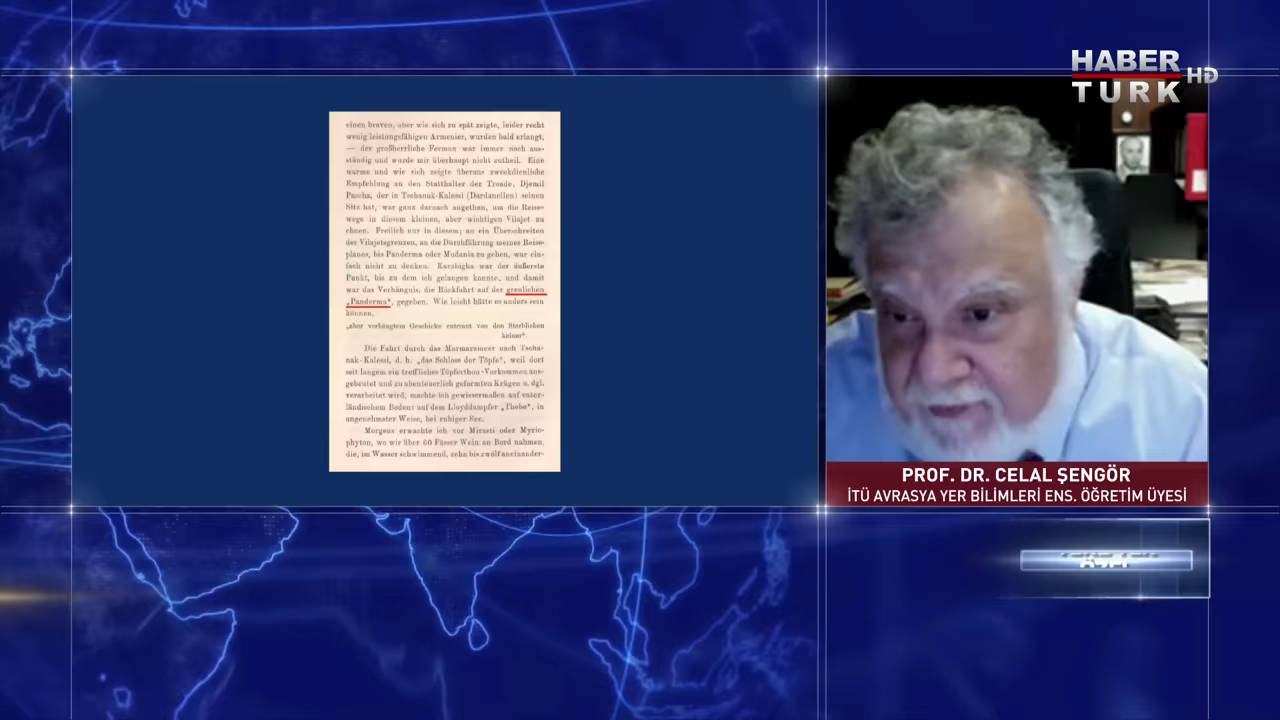 einen braven, aber wie sich zu spät zeigte, leider recht
wenig leistungsfähigen Armenier, wurden bald erlangt,
— der großherrliche Ferman war immer noch aus-
ständig und wurde mir überhaupt nicht zutheil. Eine
warme und wie sich zeigte überaus zweckdienliche
Empfehlung an den Statthalter der Troade, Djemil
Pascha, der in Tschanak-Kalessi (Dardanellen) seinen
Sitz hat, war ganz darnach angethan, um die Reise-
wege in diesem kleinen, aber wichtigen Vilajet zu
ebnen. Freilich nur in diesem; an ein Überschreiten
der Vilajetsgrenzen, an die Durchführung meines Reise-
planes, bis Panderma oder Mudania zu gehen, war ein-
fach nicht zu denken. Karabigha war der äußerste
Punkt, bis zu dem ich gelangen konnte, und damit
war das Verhängnis, die Rückfahrt auf der greulichen
„Panderma“, gegeben. Wie leicht hätte es anders sein
können,
„aber verhängtem Geschicke entrinnt von den Sterblichen
keiner“.
Die Fahrt durch das Marmarameer nach Tscha-
nak-Kalessi, d. h. „das Schloss der Töpfe“, weil dort
seit langem ein treffliches Töpferthon-Vorkommen aus-
gebeutet und zu abenteuerlich geformten Krügen u. dgl.
verarbeitet wird, machte ich gewissermaßen auf vater-
ländischem Boden: auf dem Lloyddampfer „Thebe“, in
angenehmster Weise, bei ruhiger See.
Morgens erwachte ich vor Mirasti oder Myrio-
phyton, wo wir über 60 Fässer Wein an Bord nahmen,
die, im Wasser schwimmend, zehn bis zwölf aneinander-
HABER
TURK HD
PROF. DR. CELAL ŞENGÖR
İTÜ AVRASYA YER BİLİMLERİ ENS. ÖĞRETİM ÜYESİ